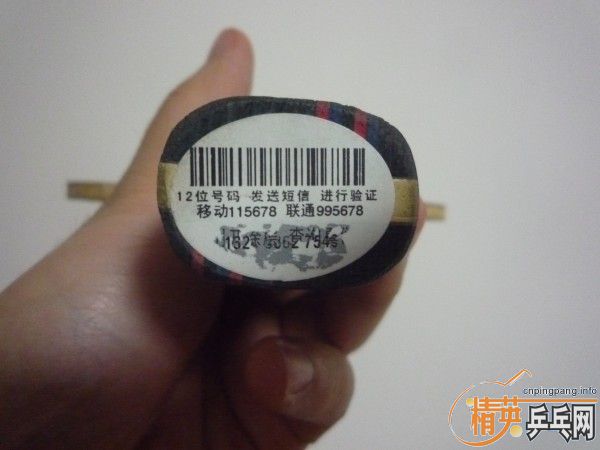 12位号码 发送短信 进行验证
移动115678 联通995678
cnpingpang.info
精英乒乓网